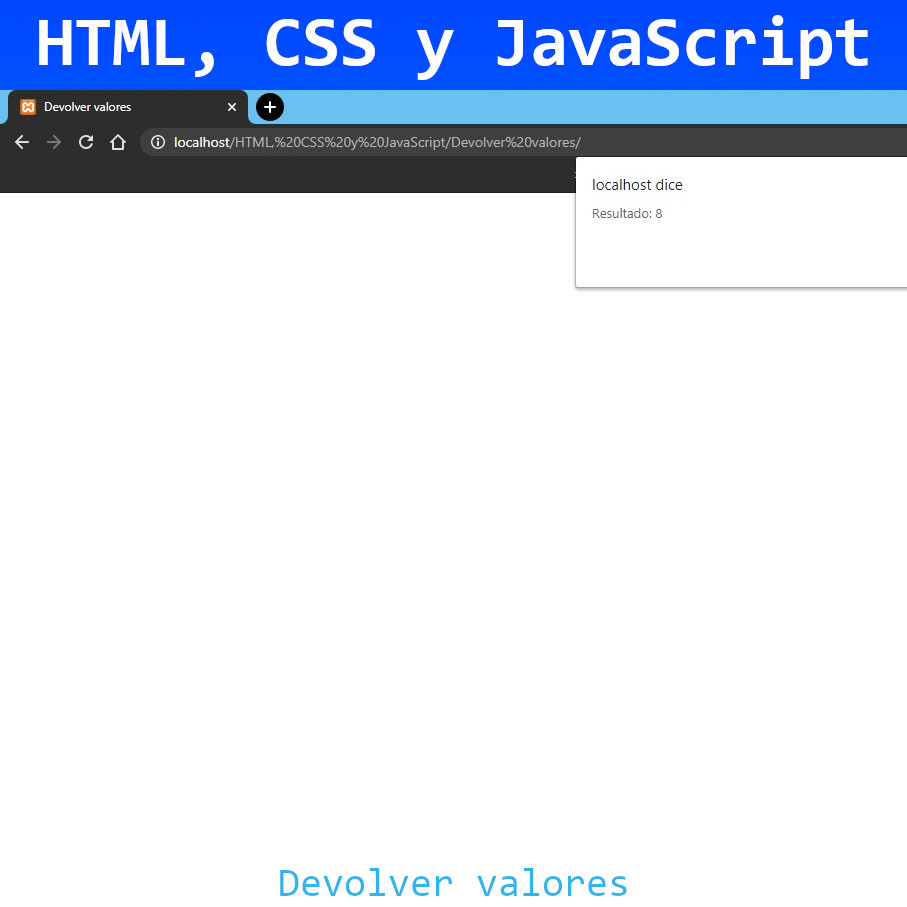 HTML, CSS y JavaScript
Devolver valores
localhost/HTML,%20CSS%20y%20JavaScript/Devolver%20valores/
localhost dice
Resultado: 8
Devolver valores